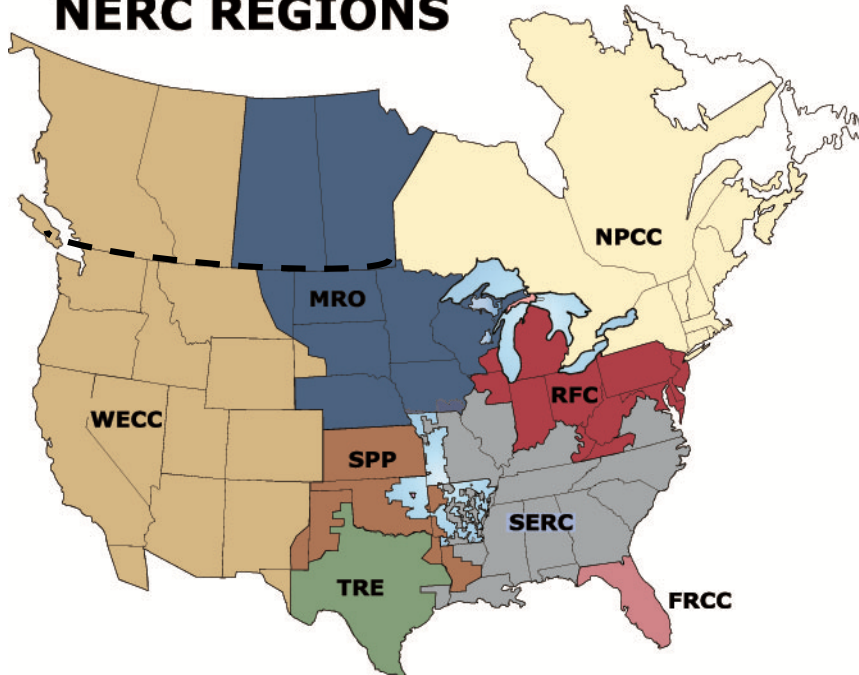 NERC REGIONS
NPCC
MRO
RFC
WECC
SPP
SERC
TRE
FRCC